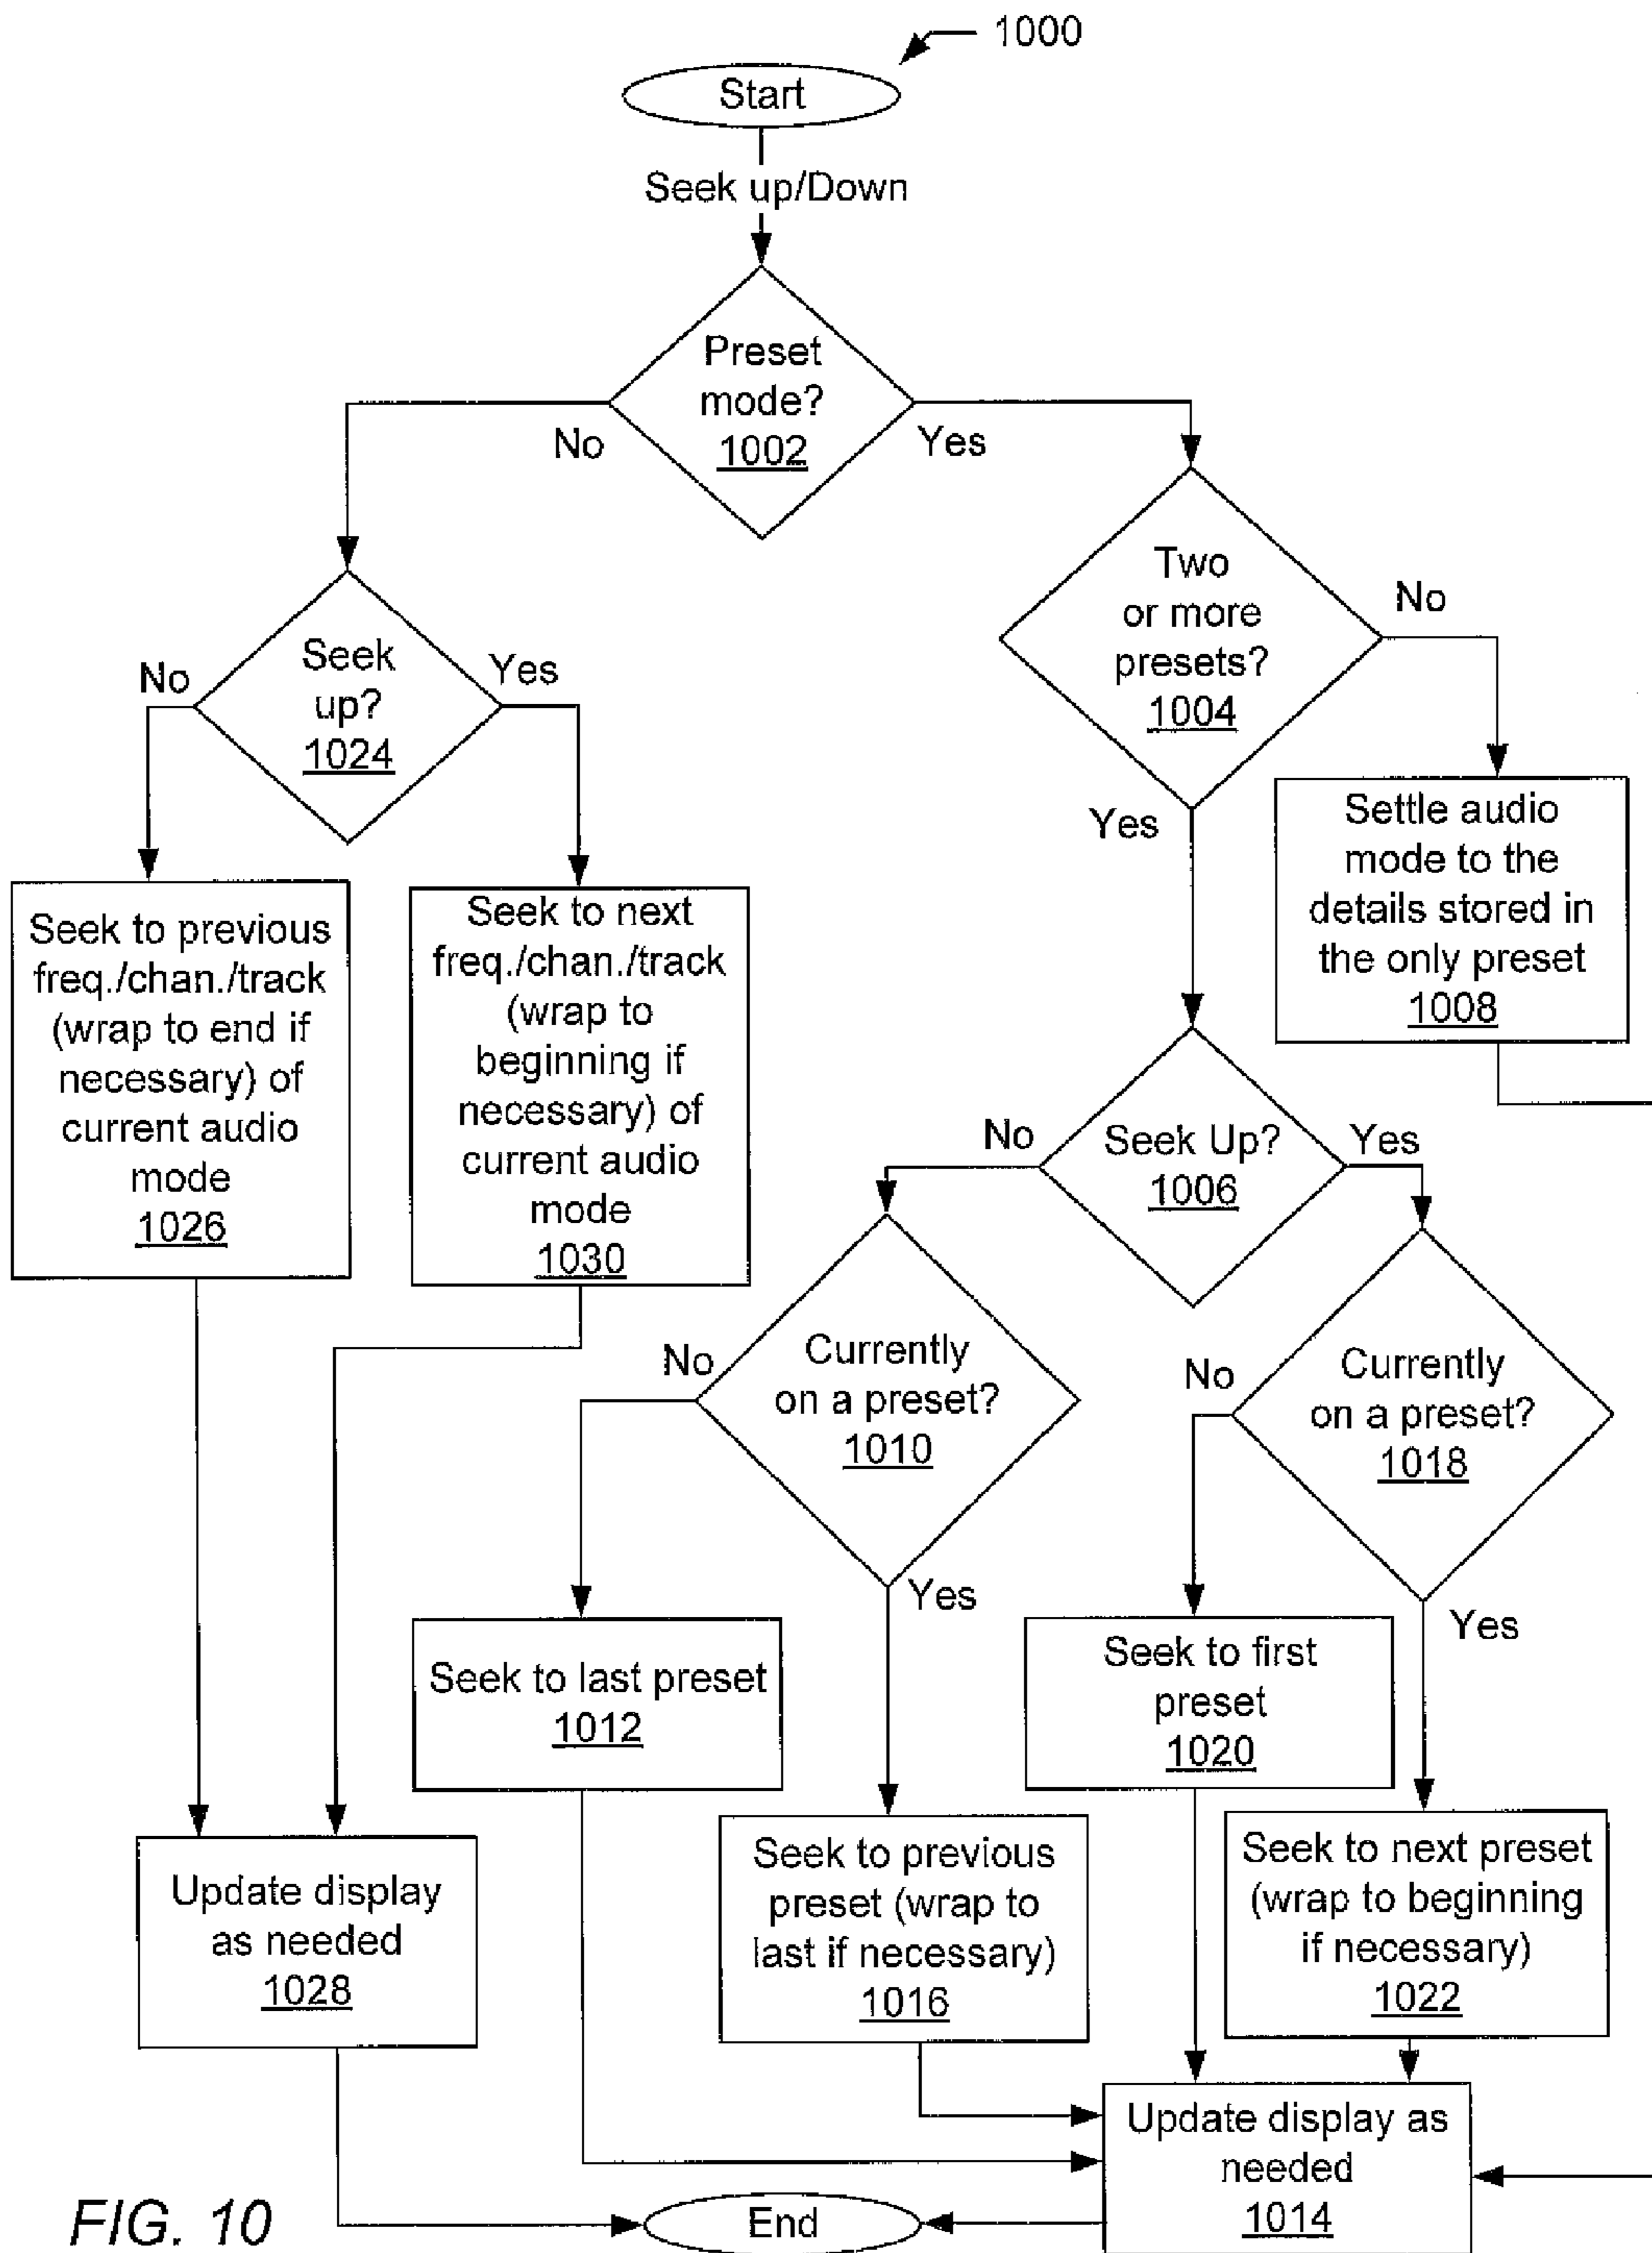 1000
Start
Seek up/Down
Preset
mode?
1002
No
Yes
Two
or more
presets?
1004
No
Yes
Seek
up?
1024
No
Yes
Settle audio
mode to the
details stored in
the only preset
1008
Seek to previous
freq./chan./track
(wrap to end if
necessary) of
current audio
mode
1026
Seek to next
freq./chan./track
(wrap to
beginning if
necessary) of
current audio
mode
1030
Seek Up?
1006
No
Yes
Currently
on a preset?
1010
No
Yes
Currently
on a preset?
1018
No
Yes
Seek to last preset
1012
Seek to first
preset
1020
Seek to previous
preset (wrap to
last if necessary)
1016
Seek to next preset
(wrap to beginning
if necessary)
1022
Update display
as needed
1028
Update display as
needed
1014
End
FIG. 10